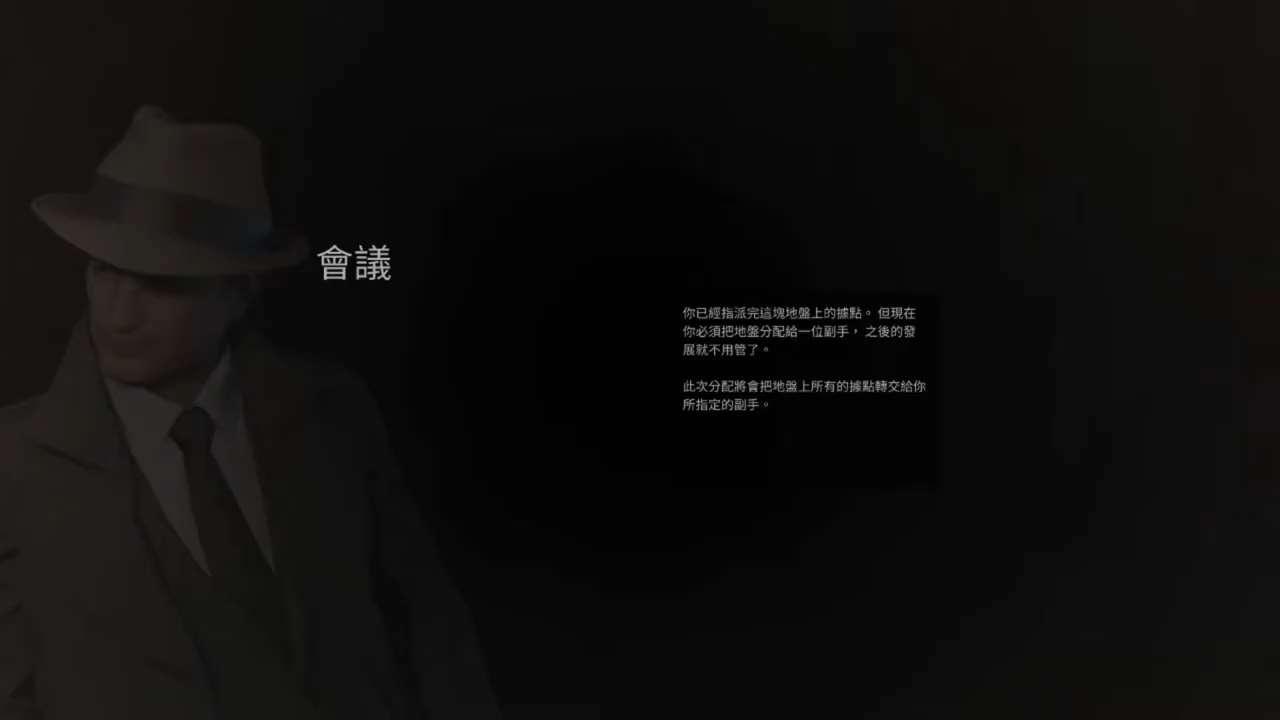 會議
你已經指派完這塊地盤上的據點。 但現在
你必須把地盤分配給一位副手， 之後的發
展就不用管了。
此次分配將會把地盤上所有的據點轉交給你
所指定的副手。